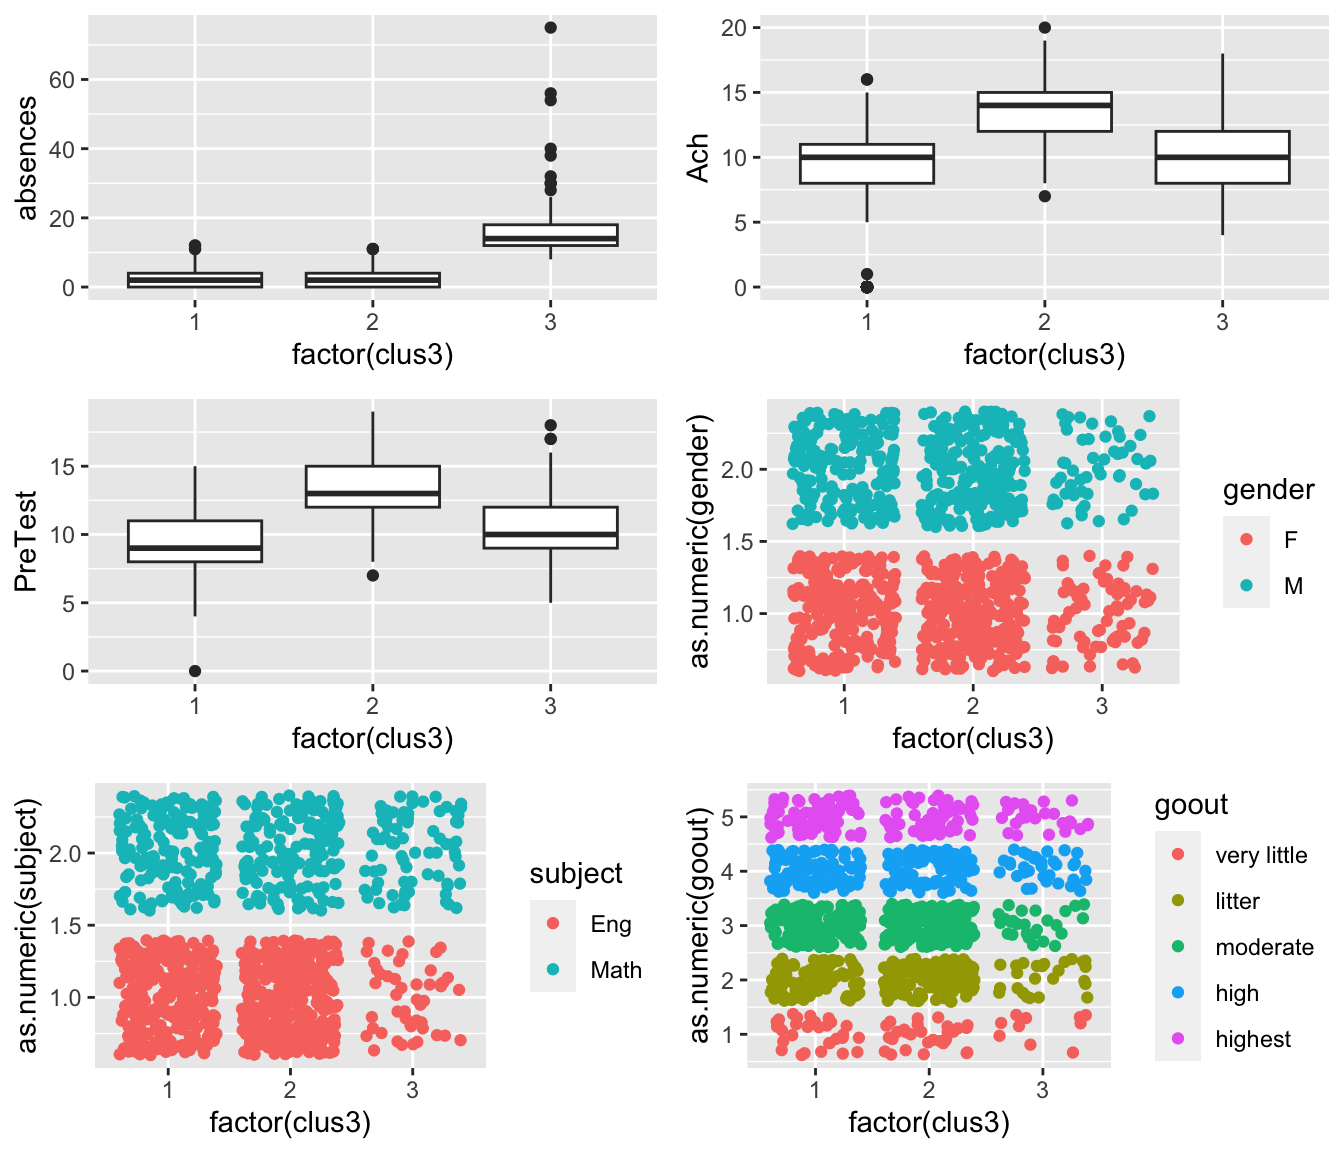 absences
60
40
20
0
1 2 3
factor(clus3)
Ach
20
15
10
5
0
1 2 3
factor(clus3)
PreTest
15
10
5
0
1 2 3
factor(clus3)
as.numeric(gender)
2.0
1.5
1.0
1 2 3
factor(clus3)
gender
F
M
as.numeric(subject)
2.0
1.5
1.0
1 2 3
factor(clus3)
subject
Eng
Math
as.numeric(goout)
5
4
3
2
1
1 2 3
factor(clus3)
goout
very little
litter
moderate
high
highest